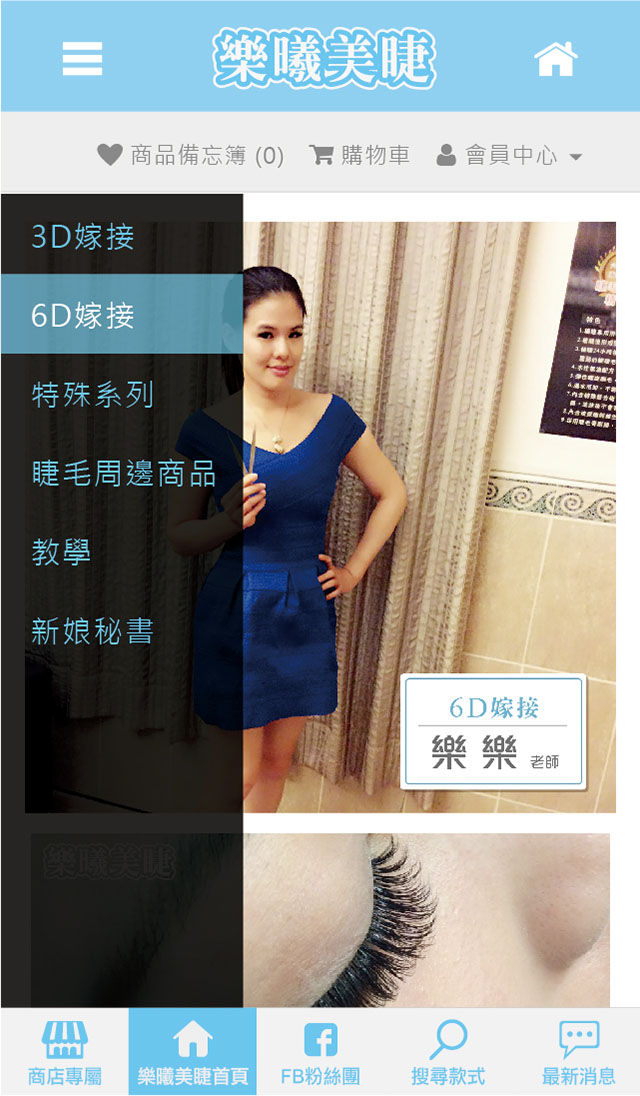 樂曦美睫
商品備忘簿 (0) 購物車 會員中心
3D嫁接
6D嫁接
特殊系列
睫毛周邊商品
教學
新娘秘書
特色
6D嫁接
樂樂 老師
樂曦美睫
商店專屬 樂曦美睫首頁 FB粉絲團 搜尋款式 最新消息